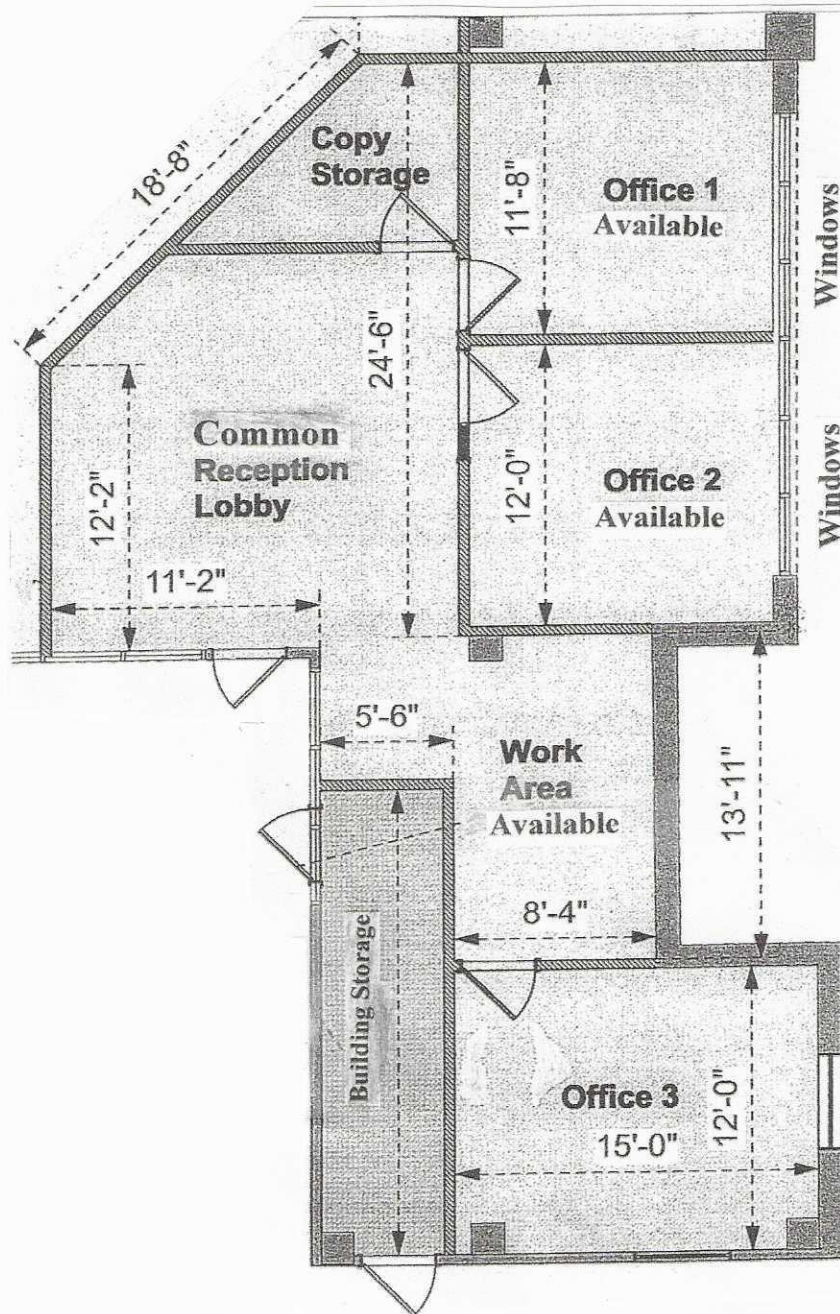 18'-8"
Copy
Storage
11'-8"
Office 1
Available
Windows
24'-6"
Common
Reception
Lobby
12'-2"
11'-2"
12'-0"
Office 2
Available
Windows
5'-6"
Work
Area
Available
13'-11"
8'-4"
Building Storage
Office 3
15'-0"
12'-0"